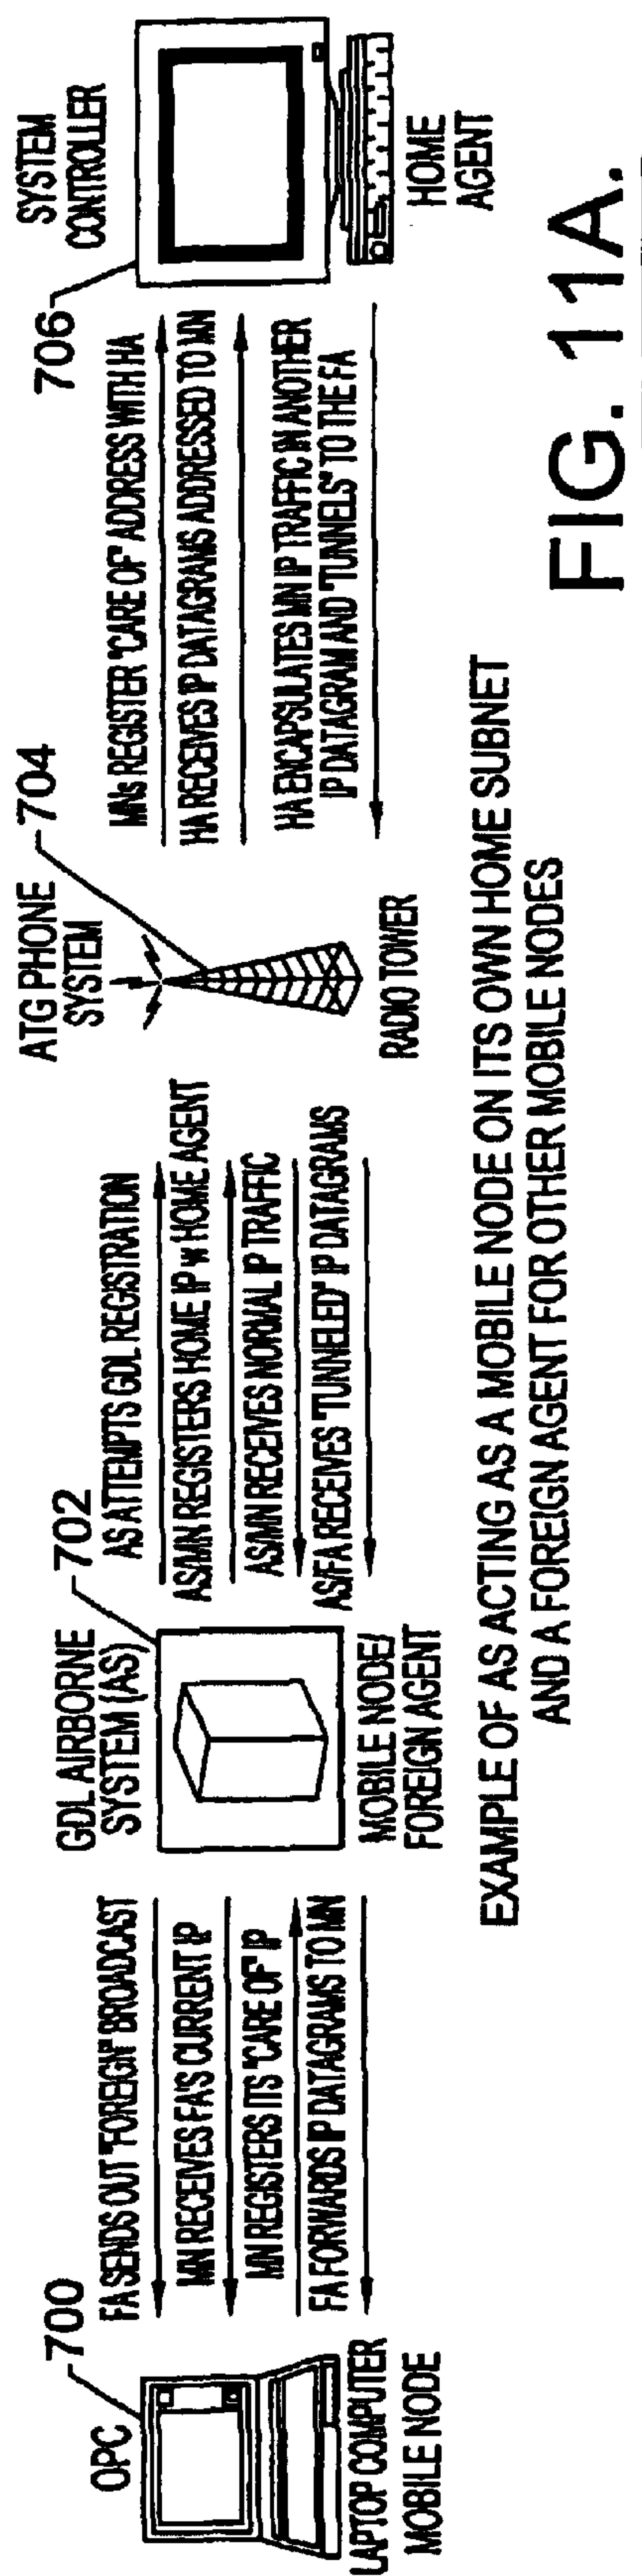 OPC
700
LAPTOP COMPUTER
MOBILE NODE
FA SENDS OUT "FOREIGN" BROADCAST
MN RECEIVES FA'S CURRENT IP
MN REGISTERS ITS "CARE OF" IP
FA FORWARDS IP DATAGRAMS TO MN
GDL AIRBORNE
SYSTEM (AS)
702
MOBILE NODE/
FOREIGN AGENT
AS ATTEMPTS GDL REGISTRATION
AS/MN REGISTERS HOME IP w HOME AGENT
AS/MN RECEIVES NORMAL IP TRAFFIC
AS/FA RECEIVES "TUNNELED" IP DATAGRAMS
ATG PHONE
SYSTEM
704
RADIO TOWER
MNs REGISTER "CARE OF" ADDRESS WITH HA
HA RECEIVES IP DATAGRAMS ADDRESSED TO MN
HA ENCAPSULATES MN IP TRAFFIC IN ANOTHER
IP DATAGRAM AND "TUNNELS" TO THE FA
SYSTEM
CONTROLLER
706
HOME
AGENT
EXAMPLE OF AS ACTING AS A MOBILE NODE ON ITS OWN HOME SUBNET
AND A FOREIGN AGENT FOR OTHER MOBILE NODES
FIG. 11A.